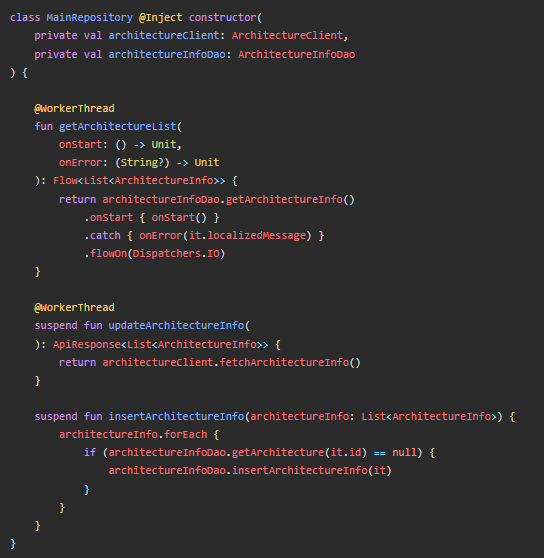 class MainRepository @Inject constructor(
    private val architectureClient: ArchitectureClient,
    private val architectureInfoDao: ArchitectureInfoDao
) {

    @WorkerThread
    fun getArchitectureList(
        onStart: () -> Unit,
        onError: (String?) -> Unit
    ): Flow<List<ArchitectureInfo>> {
        return architectureInfoDao.getArchitectureInfo()
            .onStart { onStart() }
            .catch { onError(it.localizedMessage) }
            .flowOn(Dispatchers.IO)
    }

    @WorkerThread
    suspend fun updateArchitectureInfo(
    ): ApiResponse<List<ArchitectureInfo>> {
        return architectureClient.fetchArchitectureInfo()
    }

    suspend fun insertArchitectureInfo(architectureInfo: List<ArchitectureInfo>) {
        architectureInfo.forEach {
            if (architectureInfoDao.getArchitecture(it.id) == null) {
                architectureInfoDao.insertArchitectureInfo(it)
            }
        }
    }
}